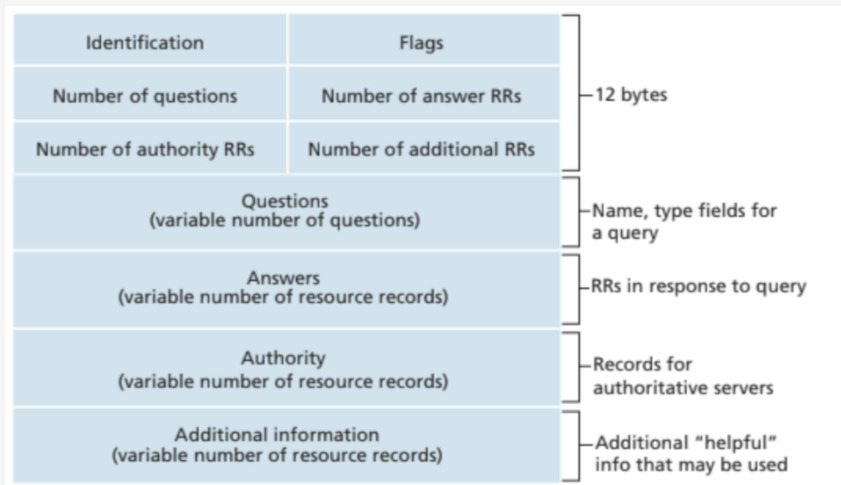 Identification
Flags
Number of questions
Number of answer RRs
12 bytes
Number of authority RRs
Number of additional RRs
Questions
(variable number of questions)
Name, type fields for
a query
Answers
(variable number of resource records)
RRs in response to query
Authority
(variable number of resource records)
Records for
authoritative servers
Additional information
(variable number of resource records)
Additional “helpful”
info that may be used